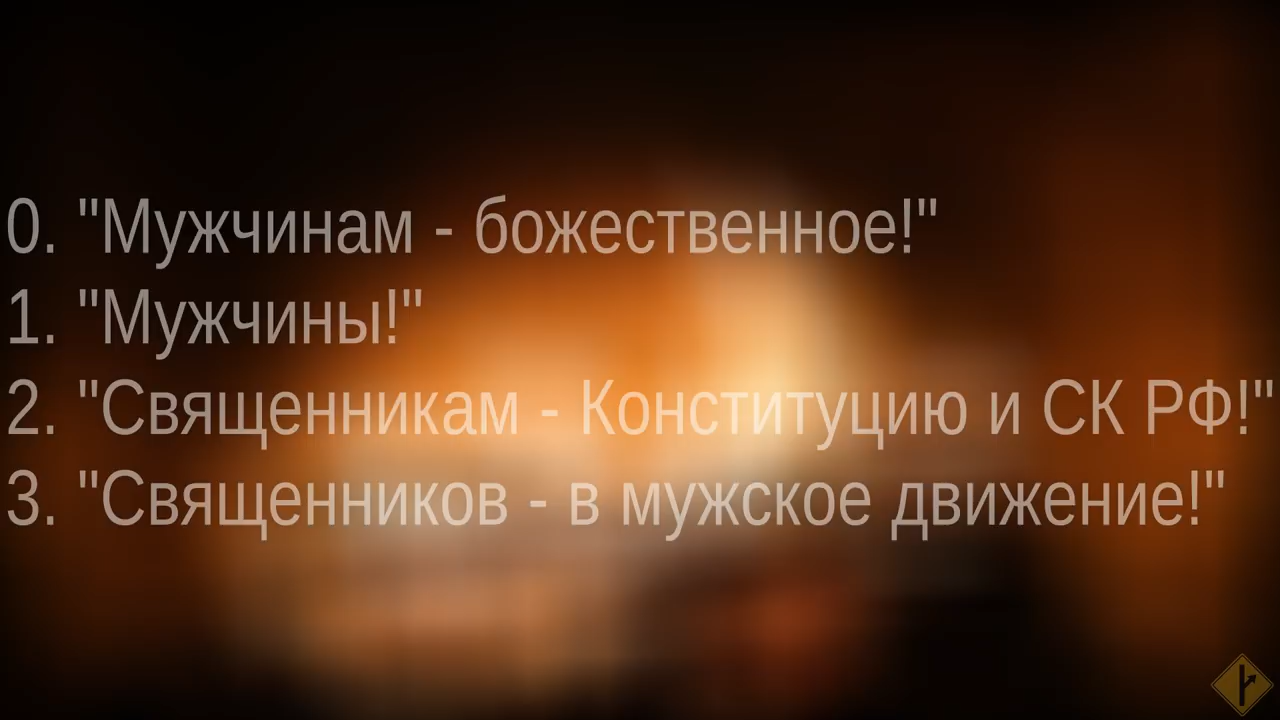 0. "Мужчинам - божественное!"
1. "Мужчины!"
2. "Священникам - Конституцию и СК РФ!"
3. "Священников - в мужское движение!"